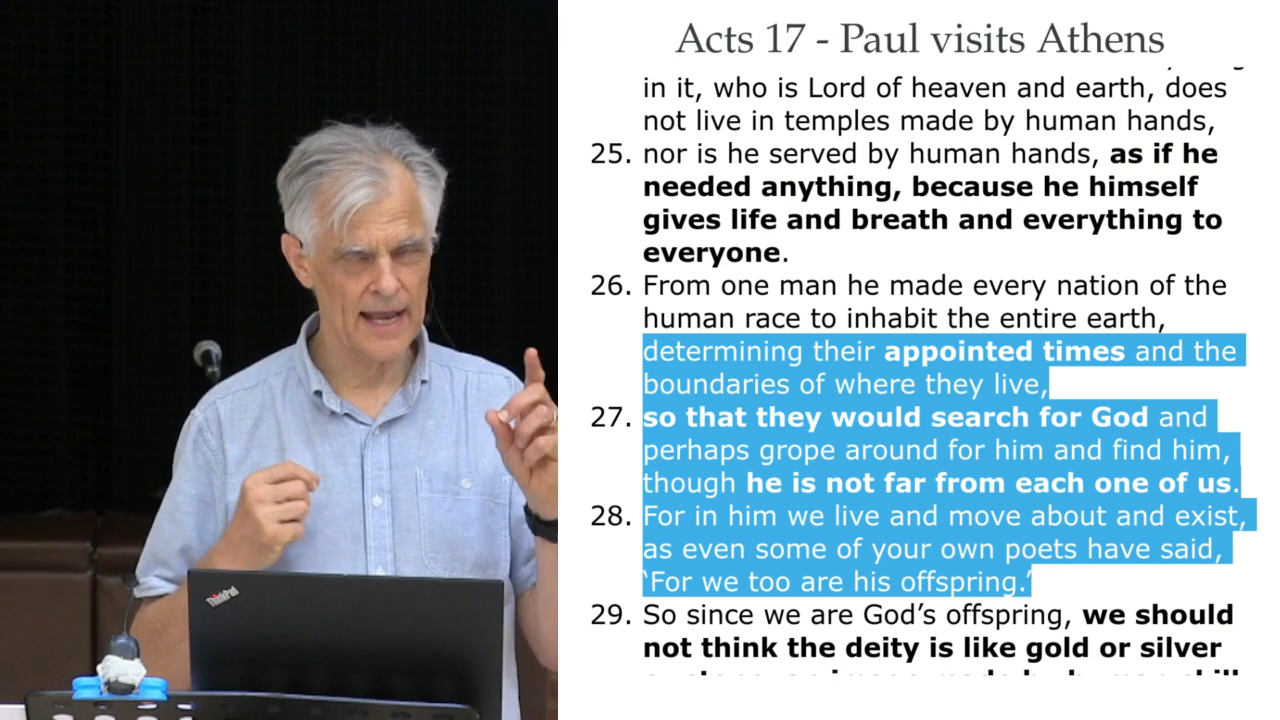 Acts 17 - Paul visits Athens
in it, who is Lord of heaven and earth, does
not live in temples made by human hands,
25. nor is he served by human hands, as if he
needed anything, because he himself
gives life and breath and everything to
everyone.
26. From one man he made every nation of the
human race to inhabit the entire earth,
determining their appointed times and the
boundaries of where they live,
27. so that they would search for God and
perhaps grope around for him and find him,
though he is not far from each one of us.
28. For in him we live and move about and exist,
as even some of your own poets have said,
‘For we too are his offspring.’
29. So since we are God’s offspring, we should
not think the deity is like gold or silver
ThinkPad